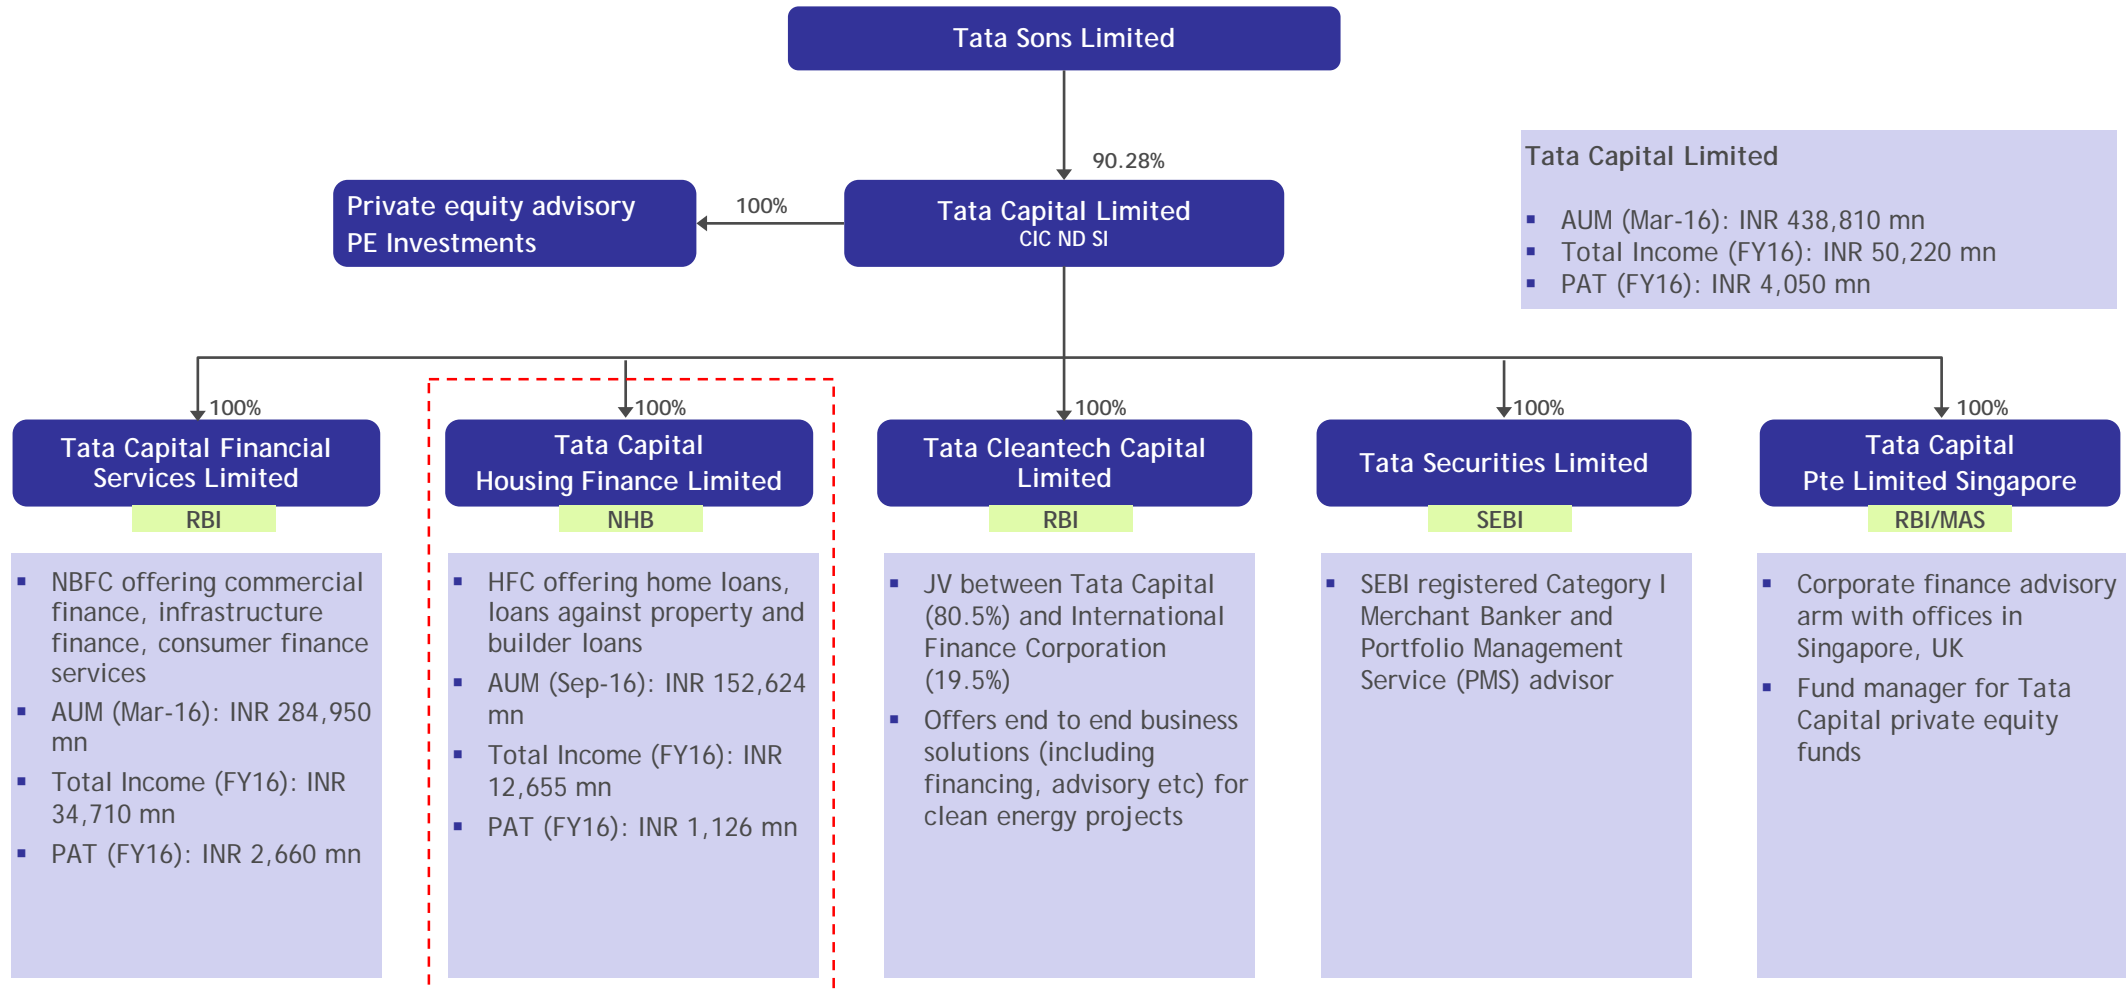 Tata Sons Limited
90.28%
Tata Capital Limited
▪ AUM (Mar-16): INR 438,810 mn
▪ Total Income (FY16): INR 50,220 mn
▪ PAT (FY16): INR 4,050 mn
Private equity advisory
PE Investments
100%
Tata Capital Limited
CIC ND SI
100%
Tata Capital Financial
Services Limited
RBI
▪ NBFC offering commercial
finance, infrastructure
finance, consumer finance
services
▪ AUM (Mar-16): INR 284,950
mn
▪ Total Income (FY16): INR
34,710 mn
▪ PAT (FY16): INR 2,660 mn
100%
Tata Capital
Housing Finance Limited
NHB
▪ HFC offering home loans,
loans against property and
builder loans
▪ AUM (Sep-16): INR 152,624
mn
▪ Total Income (FY16): INR
12,655 mn
▪ PAT (FY16): INR 1,126 mn
100%
Tata Cleantech Capital
Limited
RBI
▪ JV between Tata Capital
(80.5%) and International
Finance Corporation
(19.5%)
▪ Offers end to end business
solutions (including
financing, advisory etc) for
clean energy projects
100%
Tata Securities Limited
SEBI
▪ SEBI registered Category I
Merchant Banker and
Portfolio Management
Service (PMS) advisor
100%
Tata Capital
Pte Limited Singapore
RBI/MAS
▪ Corporate finance advisory
arm with offices in
Singapore, UK
▪ Fund manager for Tata
Capital private equity
funds